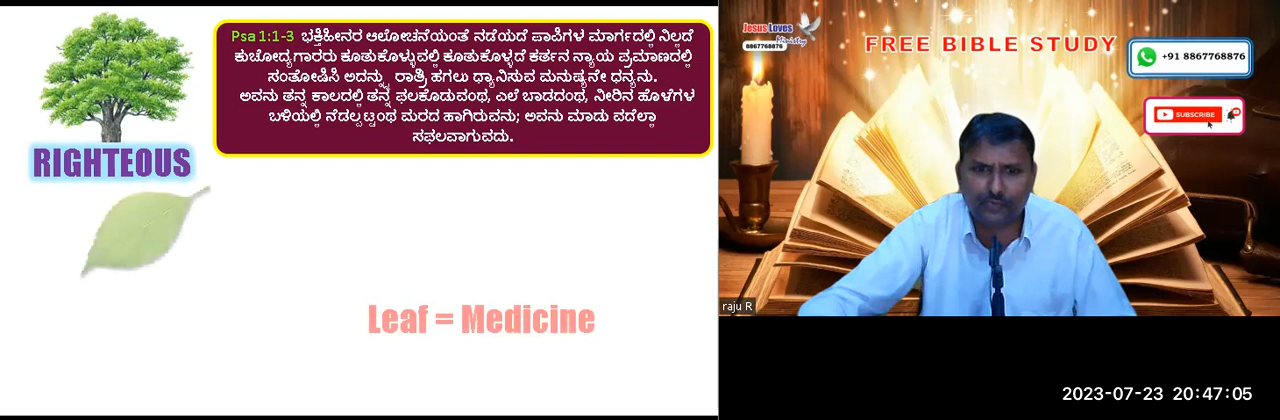 Psa 1:1-3 ಭಕ್ತಿಹೀನರ ಆಲೋಚನೆಯಂತೆ ನಡೆಯದೆ ಪಾಪಿಗಳ ಮಾರ್ಗದಲ್ಲಿ ನಿಲ್ಲದೆ
ಕುಚೋದ್ಯಗಾರರು ಕೂತುಕೊಳ್ಳುವಲ್ಲಿ ಕೂತುಕೊಳ್ಳದೆ ಕರ್ತನ ನ್ಯಾಯ ಪ್ರಮಾಣದಲ್ಲಿ
ಸಂತೋಷಿಸಿ ಅದನ್ನು ರಾತ್ರಿ ಹಗಲು ಧ್ಯಾನಿಸುವ ಮನುಷ್ಯನೇ ಧನ್ಯನು.
ಅವನು ತನ್ನ ಕಾಲದಲ್ಲಿ ತನ್ನ ಫಲಕೊಡುವಂಥ, ಎಲೆ ಬಾಡದಂಥ, ನೀರಿನ ಹೊಳೆಗಳ
ಬಳಿಯಲ್ಲಿ ನೆಡಲ್ಪಟ್ಟಂಥ ಮರದ ಹಾಗಿರುವನು; ಅವನು ಮಾಡು ವದೆಲ್ಲಾ
ಸಫಲವಾಗುವದು.
RIGHTEOUS
Leaf = Medicine
Jesus Loves
Ministry
8867768876
FREE BIBLE STUDY
+91 8867768876
SUBSCRIBE
raju R
2023-07-23 20:47:05